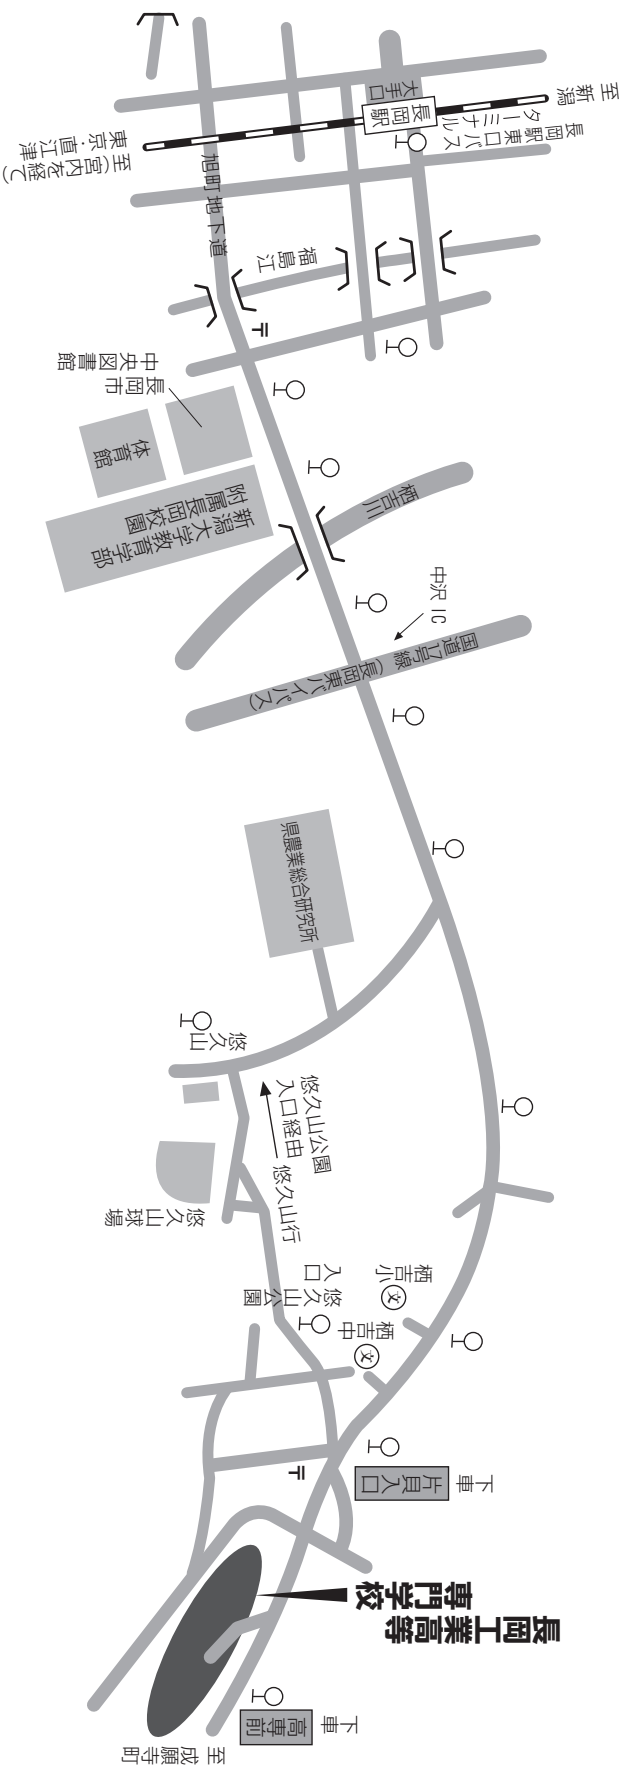 至
新潟
大手
口
長岡
駅
長岡駅東口バス
ターミナル
至(宮内を経て)
東京・直江津
旭町地下道
福島江
〒
長岡市
中央図書館
体育館
新潟大学教育学部
附属長岡校園
栖吉川
中沢 IC
国道17号線(長岡東バイパス)
県農業総合研究所
悠久山
悠久山公園
入口経由
悠久山行
悠久山球場
悠久山公園
入口
栖吉小
文
栖吉中
文
下車
片貝入口
〒
長岡工業高等
専門学校
下車
高専前
至 成願寺町